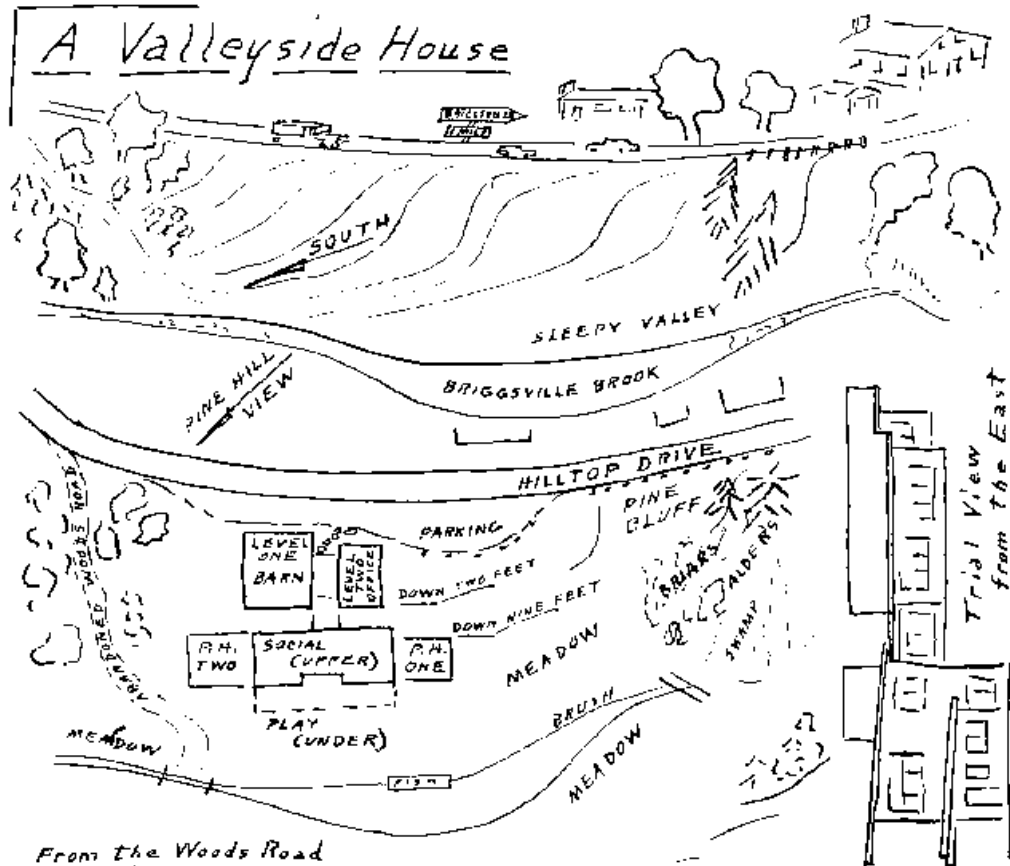 A Valleyside House
1 MILE
SOUTH
SLEEPY VALLEY
BRIGGSVILLE BROOK
PINE HILL
VIEW
HILLTOP DRIVE
PINE
BLUFF
PARKING
LEVEL
ONE
BARN
LEVEL
TWO
OFFICE
DOWN TWO FEET
DOWN NINE FEET
BRIARS
ALDERS
SWAMP
MEADOW
P.H.
TWO
SOCIAL
(UPPER)
P.H.
ONE
PLAY
(UNDER)
ABANDONED WOODS ROAD
MEADOW
BRUSH
MEADOW
Trial View
from the East
From the Woods Road